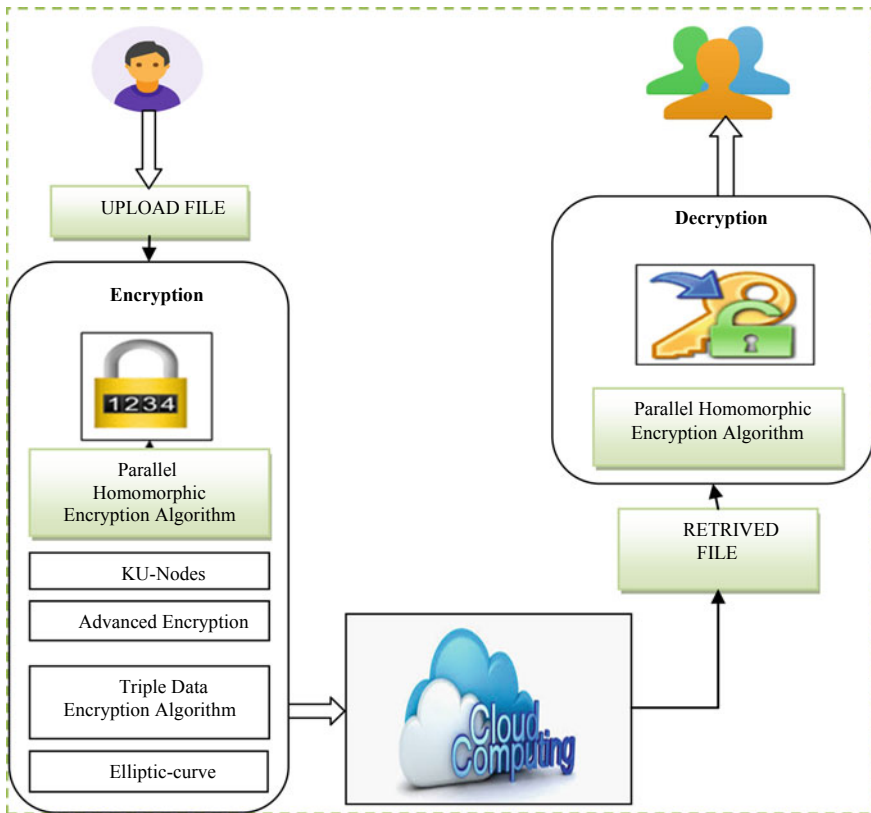 UPLOAD FILE
Encryption
1234
Parallel
Homomorphic
Encryption Algorithm
KU-Nodes
Advanced Encryption
Triple Data
Encryption Algorithm
Elliptic-curve
Cloud
Computing
Decryption
Parallel Homomorphic
Encryption Algorithm
RETRIVED
FILE